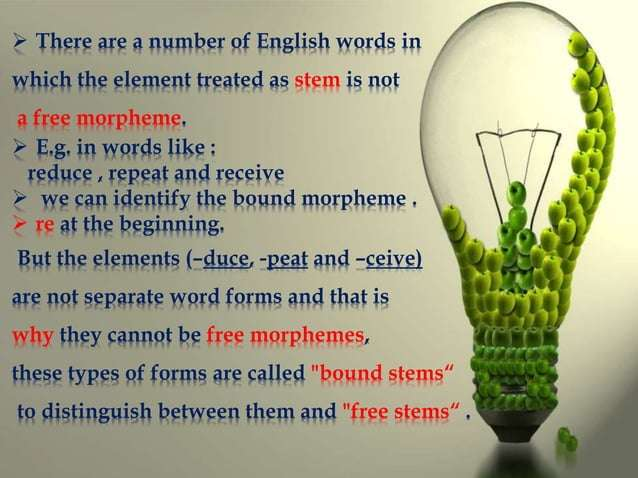 ➢ There are a number of English words in
which the element treated as stem is not
a free morpheme.
➢ E.g. in words like :
reduce , repeat and receive
➢ we can identify the bound morpheme .
➢ re at the beginning.
But the elements (–duce, -peat and –ceive)
are not separate word forms and that is
why they cannot be free morphemes,
these types of forms are called "bound stems“
to distinguish between them and "free stems“ .